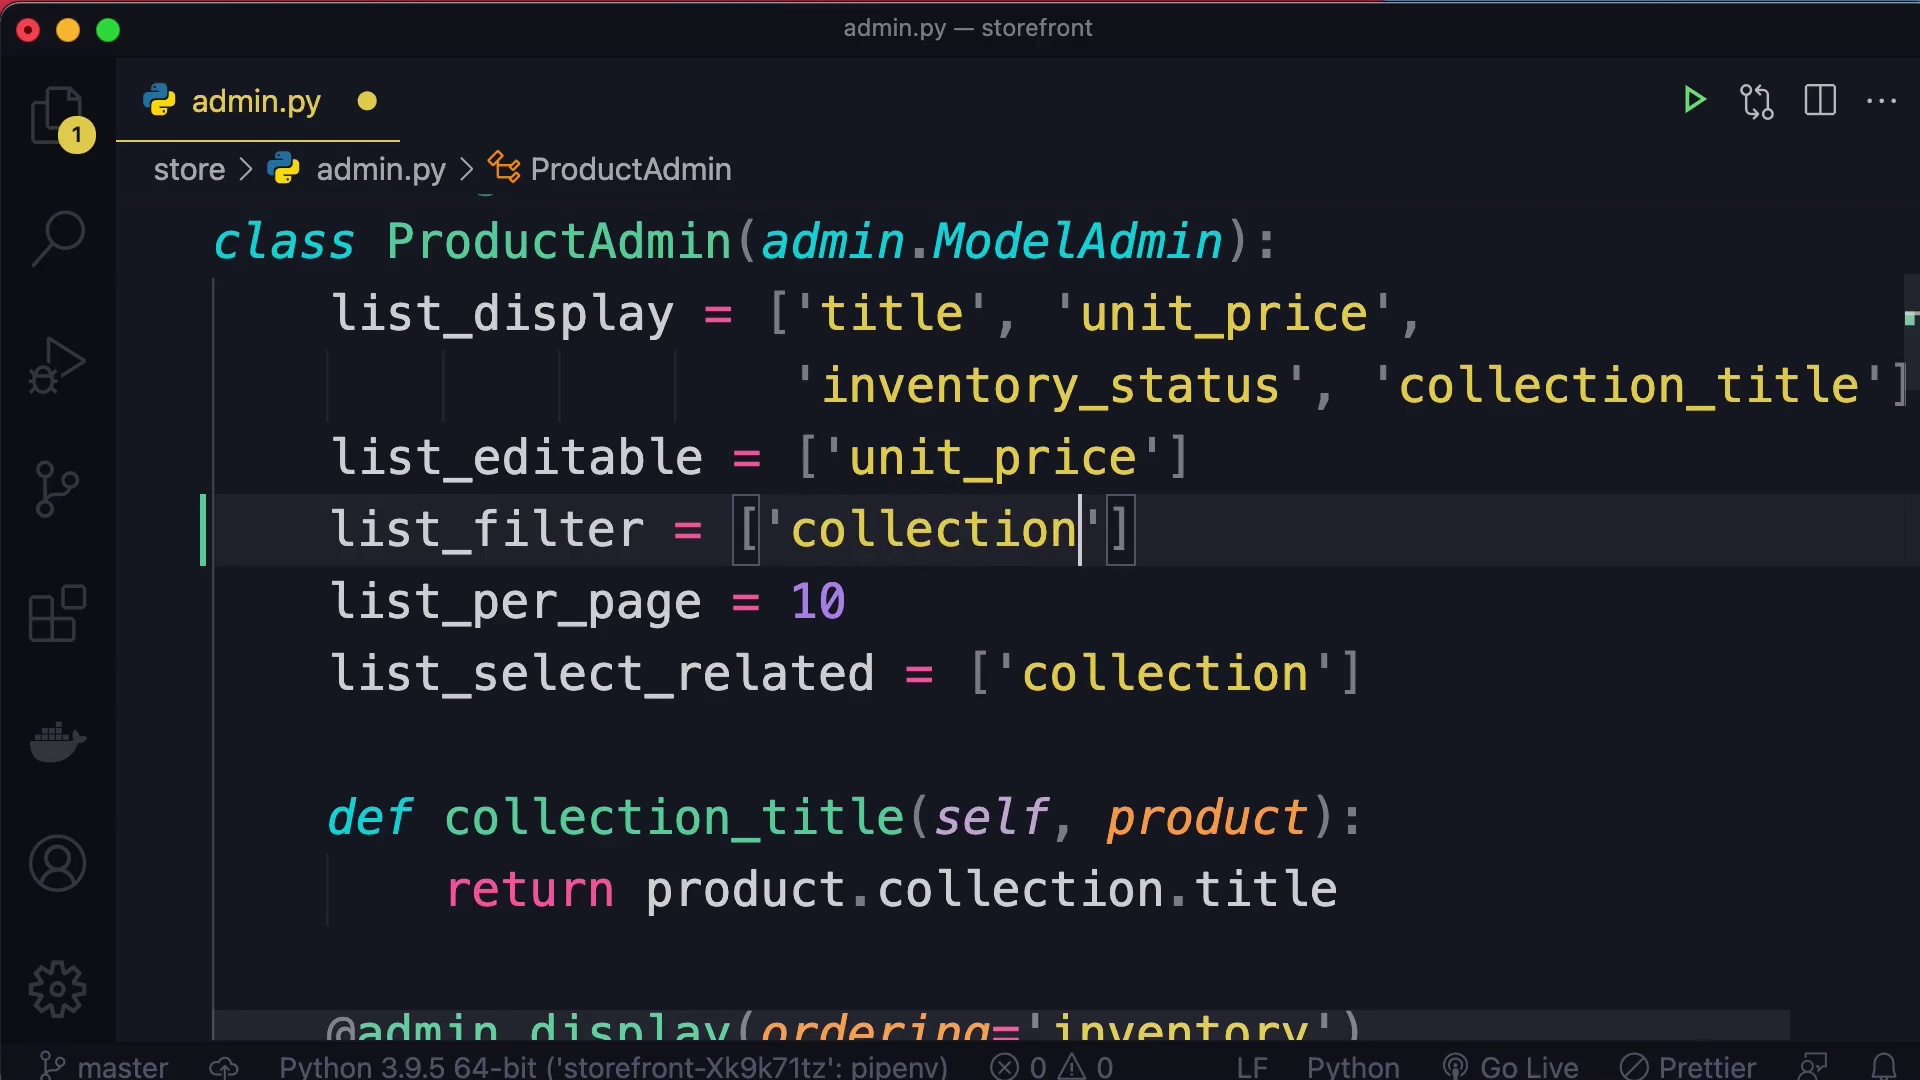 admin.py — storefront
admin.py
1
store > admin.py > ProductAdmin
class ProductAdmin(admin.ModelAdmin):
list_display = ['title', 'unit_price',
'inventory_status', 'collection_title']
list_editable = ['unit_price']
list_filter = ['collection']
list_per_page = 10
list_select_related = ['collection']
def collection_title(self, product):
return product.collection.title
@admin.display(ordering='inventory')
master Python 3.9.5 64-bit ('storefront-Xk9k71tz': pipenv) 0 0 LF Python Go Live Prettier